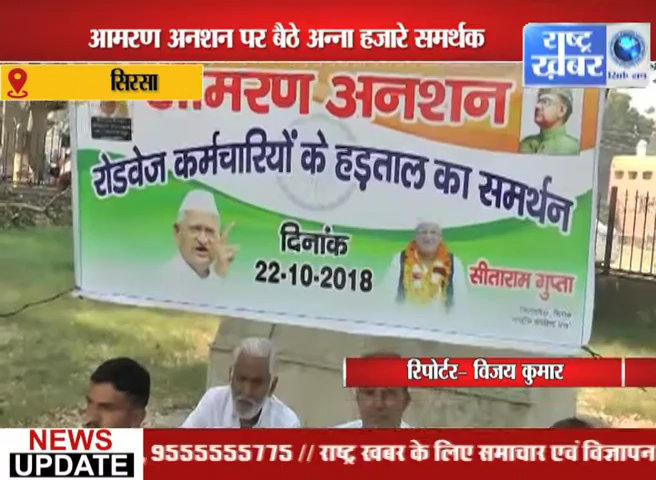 आमरण अनशन पर बैठे अन्ना हजारे समर्थक
राष्ट्र
ख़बर
सिरसा
आमरण अनशन
रोडवेज कर्मचारियों के हड़ताल का समर्थन
दिनांक
22-10-2018
सीताराम गुप्ता
रिपोर्टर- विजय कुमार
NEWS
UPDATE
, 9555555775 // राष्ट्र खबर के लिए समाचार एवं विज्ञापन